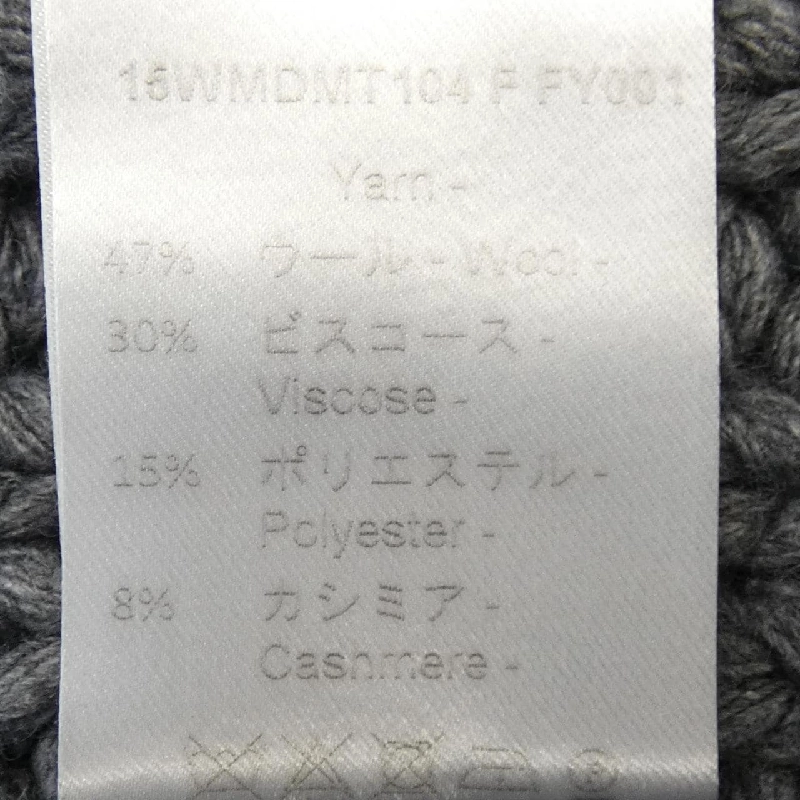 15WMDMT104 F FY001
Yarn -
47% ウール - Wool -
30% ビスコース -
Viscose -
15% ポリエステル -
Polyester -
8% カシミア -
Cashmere -